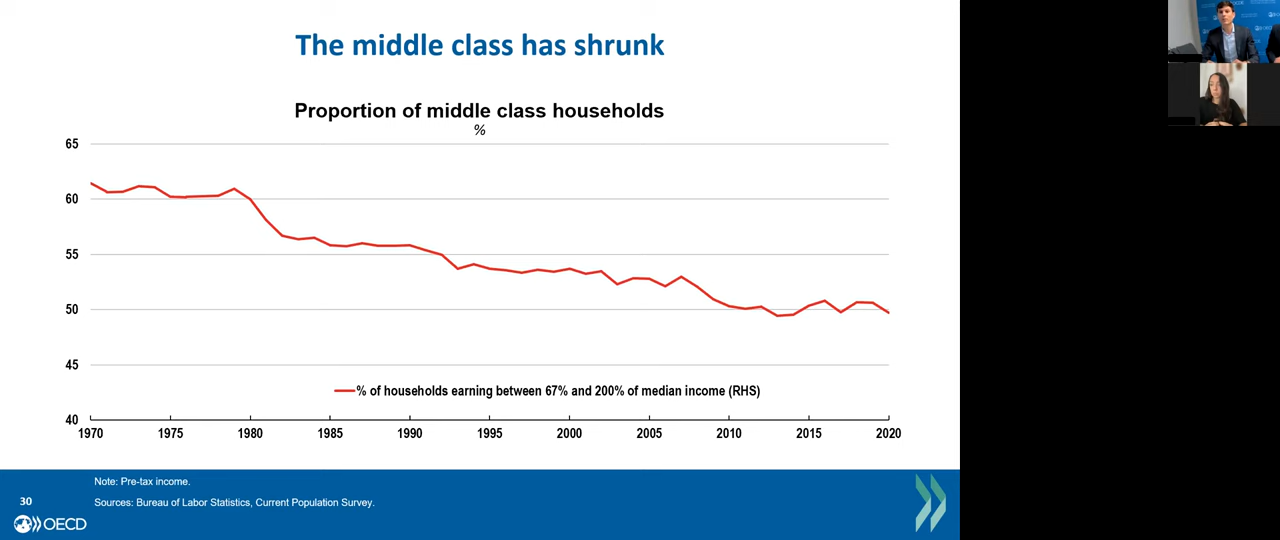 The middle class has shrunk
Proportion of middle class households
%
65
60
55
50
45
40
% of households earning between 67% and 200% of median income (RHS)
1970 1975 1980 1985 1990 1995 2000 2005 2010 2015 2020
Note: Pre-tax income.
30
Sources: Bureau of Labor Statistics, Current Population Survey.
OECD